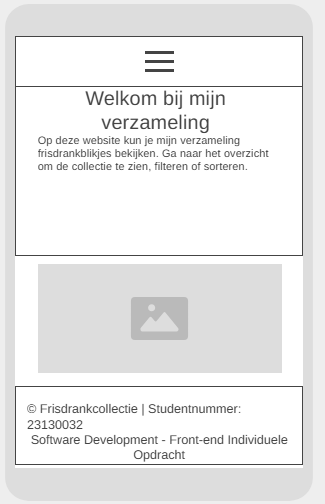 Welkom bij mijn
verzameling
Op deze website kun je mijn verzameling
frisdrankblikjes bekijken. Ga naar het overzicht
om de collectie te zien, filteren of sorteren.
© Frisdrankcollectie | Studentnummer:
23130032
Software Development - Front-end Individuele
Opdracht